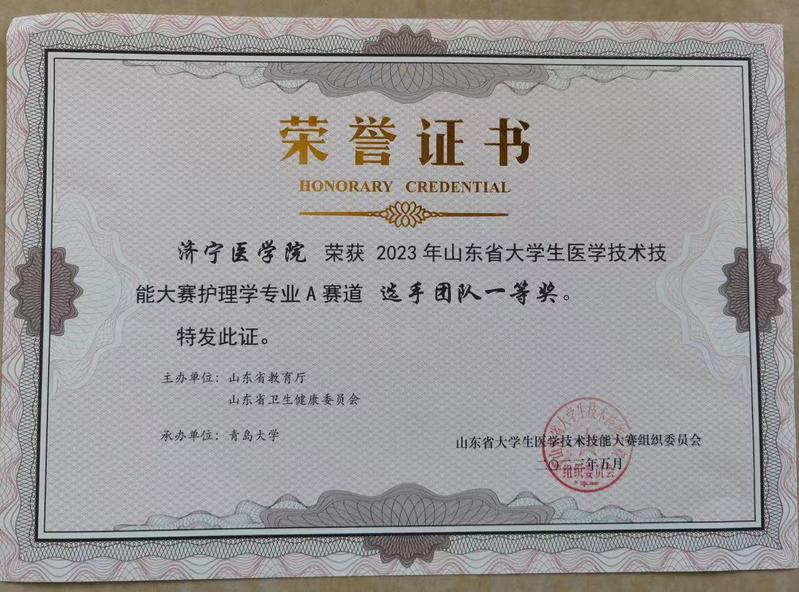 荣誉证书
HONORARY CREDENTIAL
济宁医学院 荣获 2023年山东省大学生医学技术技
能大赛护理学专业A赛道 选手团队一等奖。
特发此证。
主办单位：山东省教育厅
山东省卫生健康委员会
承办单位：青岛大学
山东省大学生医学技术技能大赛组织委员会
二〇二三年五月
组织委员会